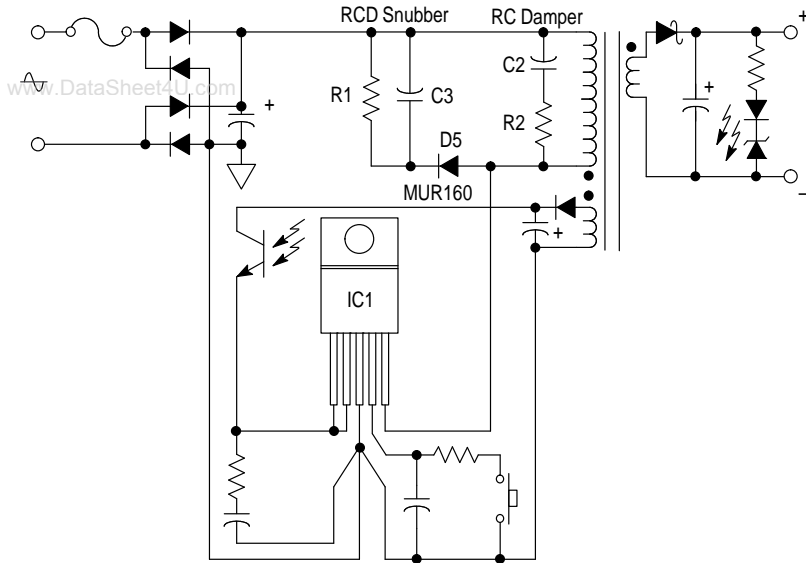 RCD Snubber
RC Damper
+
C2
www.DataSheet4U.com
R1
C3
+
+
R2
D5
MUR160
−
+
IC1